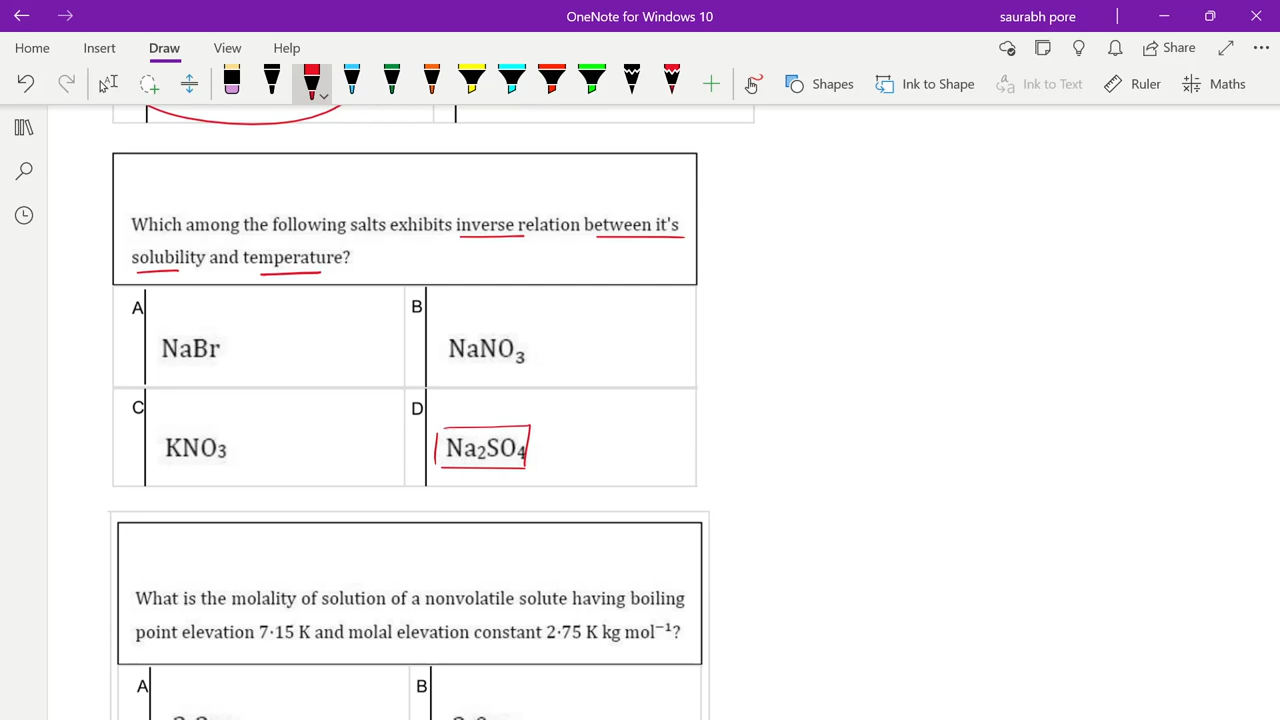 OneNote for Windows 10
saurabh pore
Home Insert Draw View Help
Share
Shapes Ink to Shape Ink to Text Ruler Maths
Which among the following salts exhibits inverse relation between it's
solubility and temperature?
A NaBr
B NaNO₃
C KNO₃
D Na₂SO₄
What is the molality of solution of a nonvolatile solute having boiling
point elevation 7·15 K and molal elevation constant 2·75 K kg mol⁻¹?
A
B